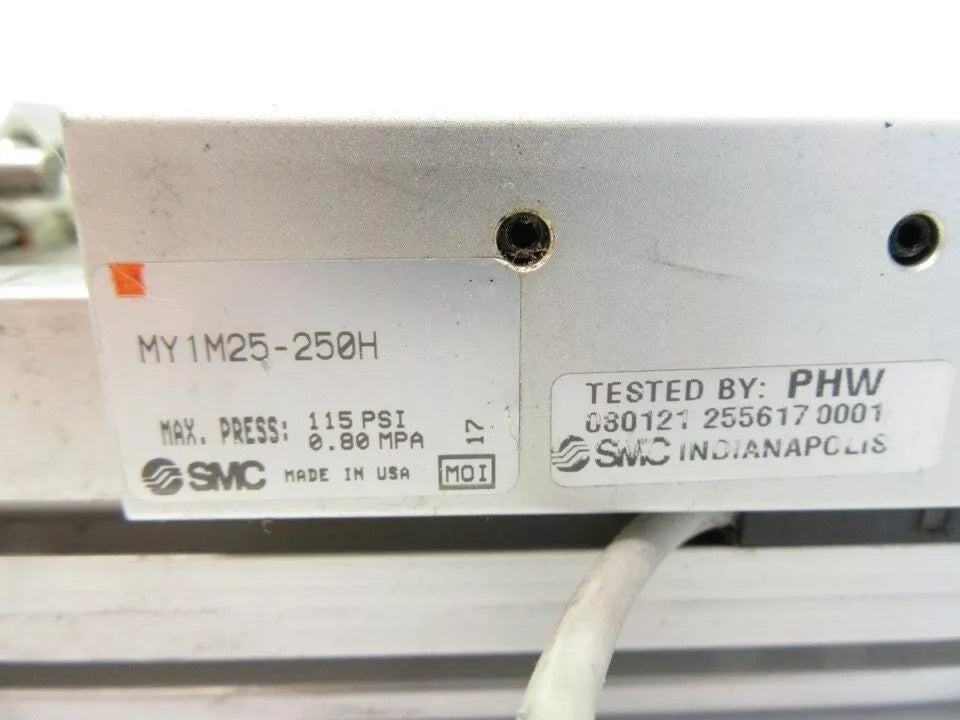 MY1M25-250H
MAX. PRESS: 115 PSI
0.80 MPA
17
SMC MADE IN USA MOI
TESTED BY: PHW
080121 255617 0001
SMC INDIANAPOLIS